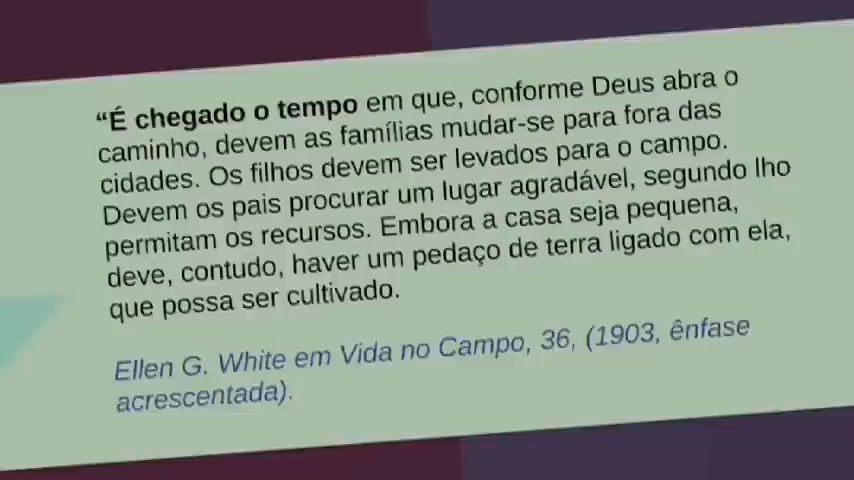 “É chegado o tempo em que, conforme Deus abra o
caminho, devem as famílias mudar-se para fora das
cidades. Os filhos devem ser levados para o campo.
Devem os pais procurar um lugar agradável, segundo lho
permitam os recursos. Embora a casa seja pequena,
deve, contudo, haver um pedaço de terra ligado com ela,
que possa ser cultivado.
Ellen G. White em Vida no Campo, 36, (1903, ênfase
acrescentada).